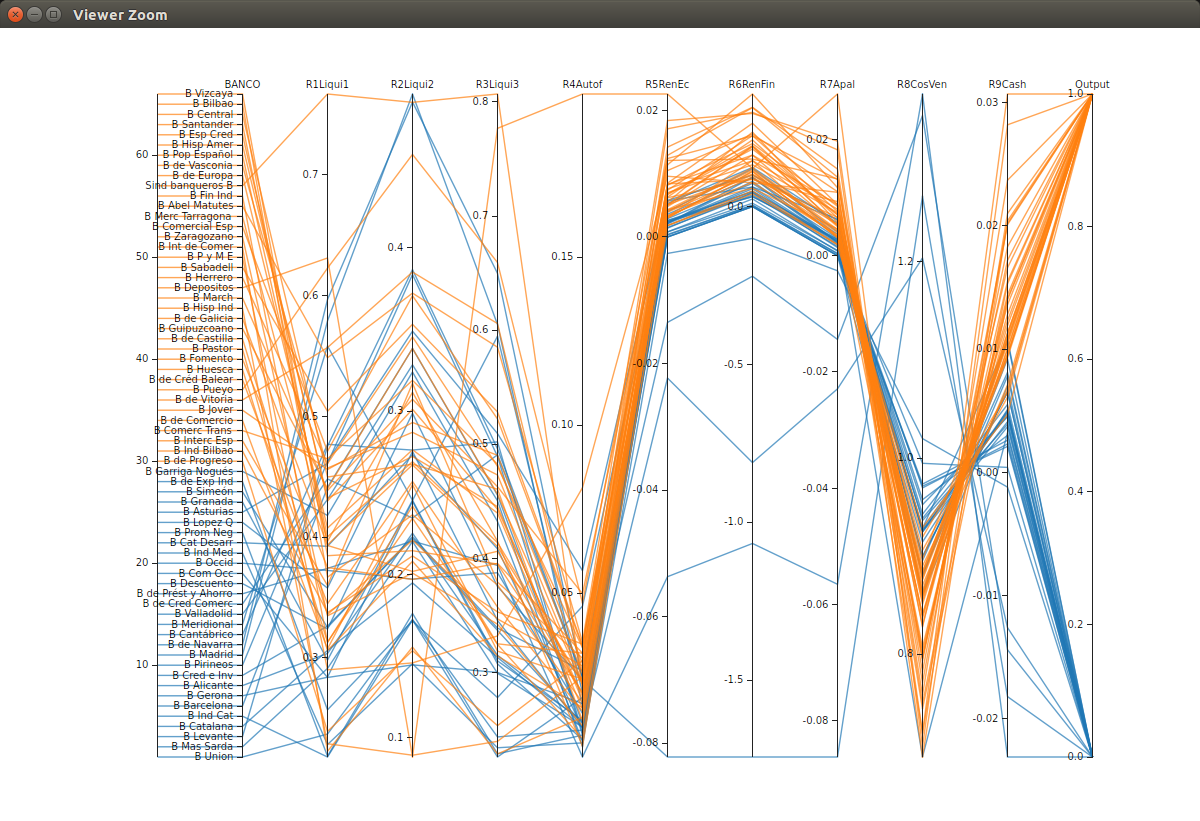 Viewer Zoom
BANCO R1Liqui1 R2Liqui2 R3Liqui3 R4Autof R5RenEc R6RenFin R7Apal R8CosVen R9Cash Output
B Vizcaya
B Bilbao
B Central
B Santander
B Esp Cred
B Hisp Amer
B Pop Español
B de Vasconia
B de Europa
Sind banqueros B
B Fin Ind
B Abel Matutes
B Merc Tarragona
B Comercial Esp
B Zaragozano
B Int de Comer
B P y M E
B Sabadell
B Herrero
B Depositos
B March
B Hisp Ind
B de Galicia
B Guipuzcoano
B de Castilla
B Pastor
B Fomento
B Huesca
B de Créd Balear
B Pueyo
B de Vitoria
B Jover
B de Comercio
B Comerc Trans
B Interc Esp
B Ind Bilbao
B de Progreso
B Garriga Nogués
B de Exp Ind
B Simeón
B Granada
B Asturias
B Lopez Q
B Prom Neg
B Cat Desarr
B Ind Med
B Occid
B Com Occ
B Descuento
B de Prést y Ahorro
B de Cred Comerc
B Valladolid
B Meridional
B Cantábrico
B de Navarra
B Madrid
B Pirineos
B Cred e Inv
B Alicante
B Gerona
B Barcelona
B Ind Cat
B Catalana
B Levante
B Mas Sarda
B Union
60
50
40
30
20
10
0.7
0.6
0.5
0.4
0.3
0.4
0.3
0.2
0.1
0.8
0.7
0.6
0.5
0.4
0.3
0.15
0.10
0.05
0.02
0.00
-0.02
-0.04
-0.06
-0.08
0.0
-0.5
-1.0
-1.5
0.02
0.00
-0.02
-0.04
-0.06
-0.08
1.2
1.0
0.8
0.03
0.02
0.01
0.00
-0.01
-0.02
1.0
0.8
0.6
0.4
0.2
0.0